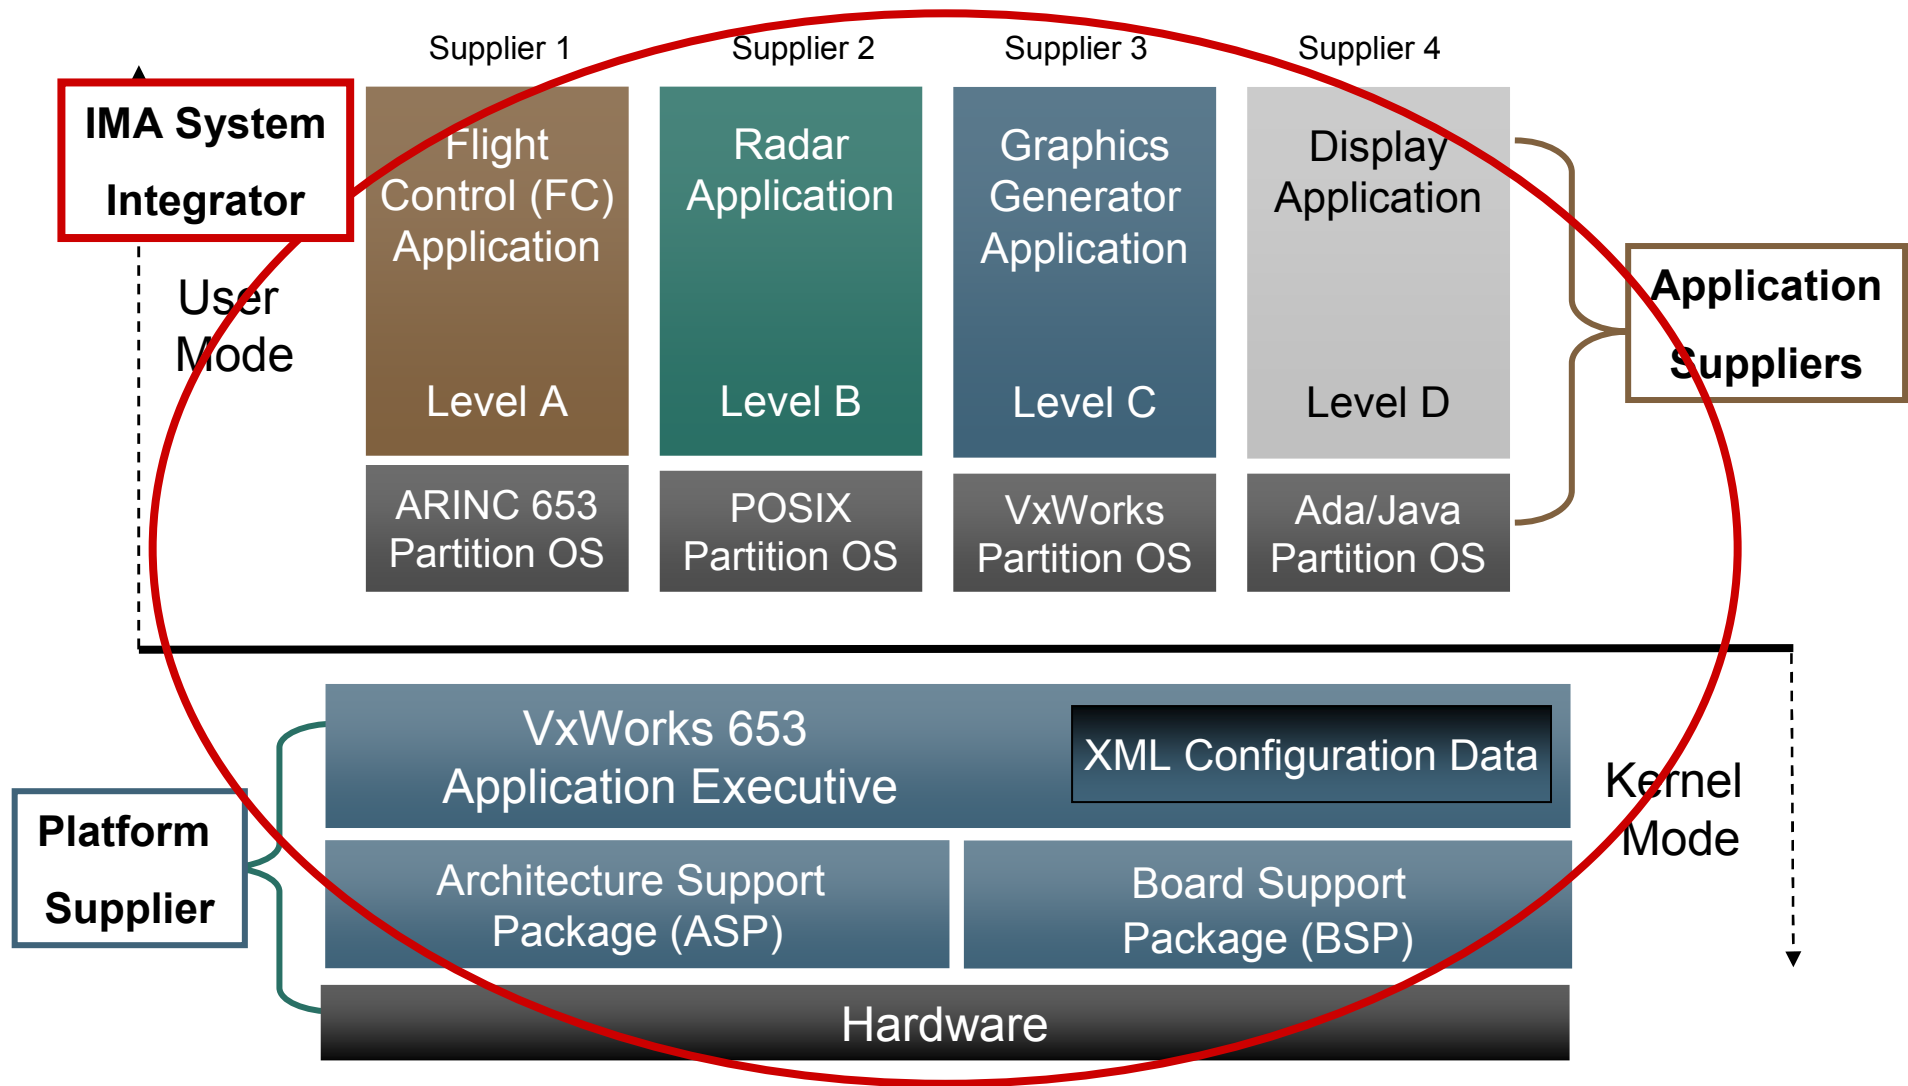 Supplier 1
Supplier 2
Supplier 3
Supplier 4
IMA System
Integrator
Flight
Control (FC)
Application
Level A
Radar
Application
Level B
Graphics
Generator
Application
Level C
Display
Application
Level D
Application
Suppliers
User
Mode
ARINC 653
Partition OS
POSIX
Partition OS
VxWorks
Partition OS
Ada/Java
Partition OS
VxWorks 653
Application Executive
XML Configuration Data
Kernel
Mode
Platform
Supplier
Architecture Support
Package (ASP)
Board Support
Package (BSP)
Hardware